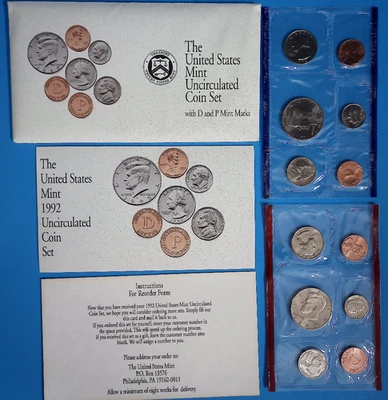 The
United States
Mint
Uncirculated
Coin Set
with D and P Mint Marks
The
United States
Mint
1992
Uncirculated
Coin
Set
D
P
Instructions
For Reorder Form
Now that you have received your 1992 United States Mint Uncirculated
Coin Set, we hope you will consider ordering more sets. Simply fill out
this card and mail it back to us.
If you ordered this set for yourself, enter your customer number in
the space provided. This will speed up the ordering process.
If you received this set as a gift, leave the customer number area
blank. We will assign a number to you.
Please address your order to:
The United States Mint
P.O. Box 13576
Philadelphia, PA 19162-0011
Allow a minimum of eight weeks for delivery.